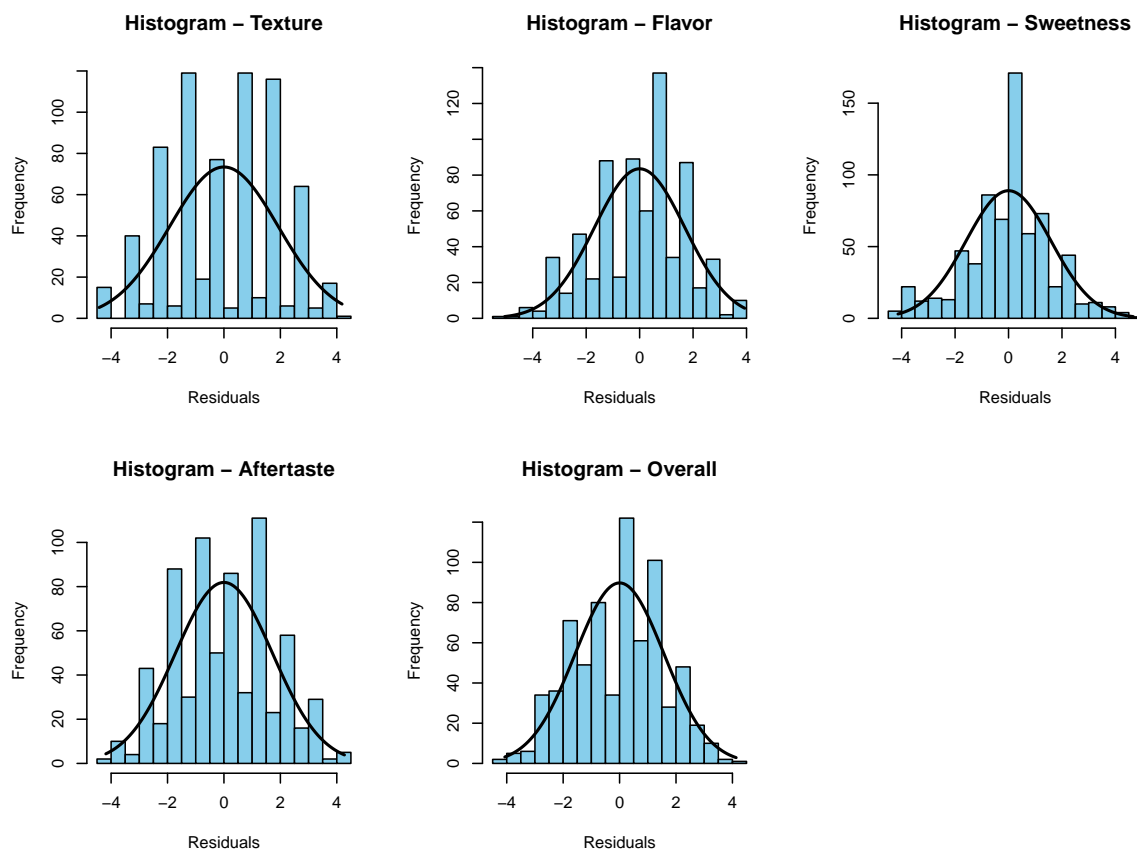 Histogram − Texture
Frequency
0 20 40 60 80 100
−4 −2 0 2 4
Residuals
Histogram − Flavor
Frequency
0 20 40 60 80 120
−4 −2 0 2 4
Residuals
Histogram − Sweetness
Frequency
0 50 100 150
−4 −2 0 2 4
Residuals
Histogram − Aftertaste
Frequency
0 20 40 60 80 100
−4 −2 0 2 4
Residuals
Histogram − Overall
Frequency
0 20 40 60 80 100
−4 −2 0 2 4
Residuals